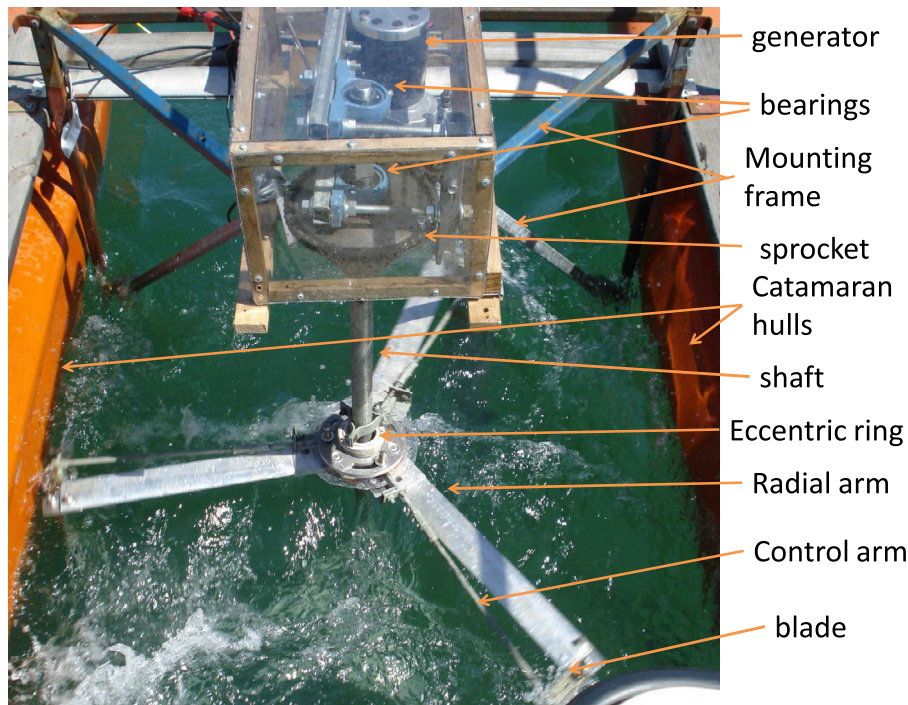 generator
bearings
Mounting
frame
sprocket
Catamaran
hulls
shaft
Eccentric ring
Radial arm
Control arm
blade